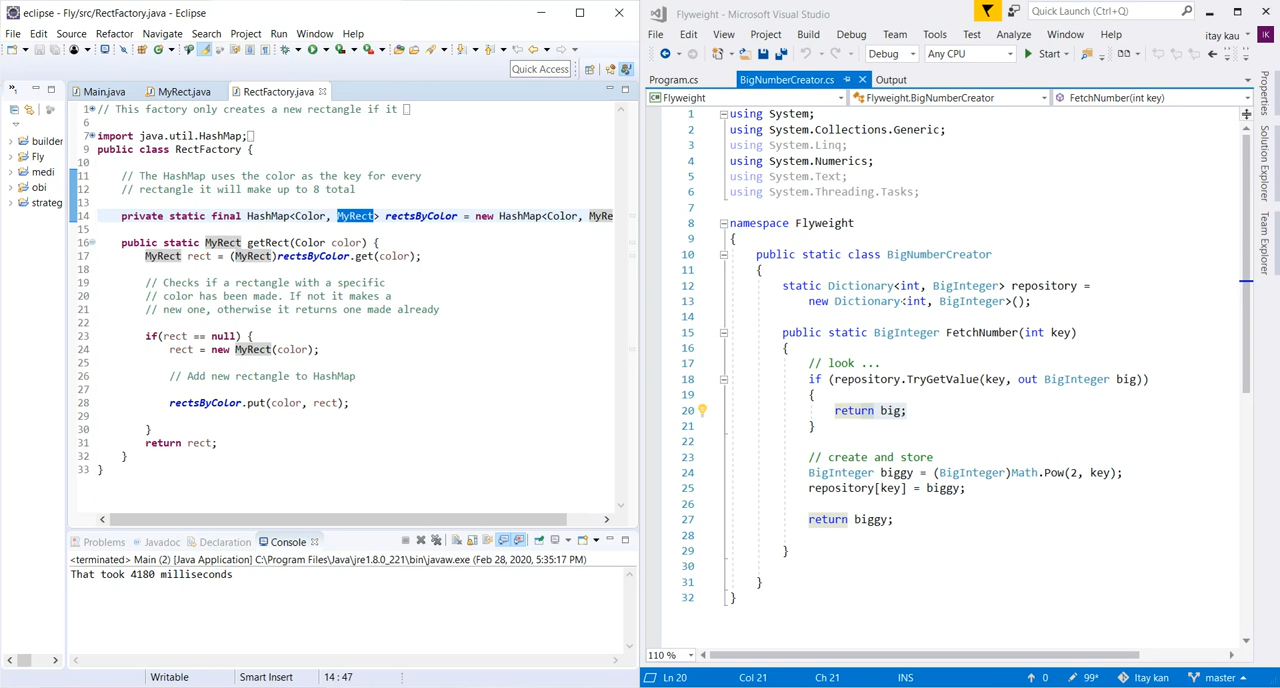 eclipse - Fly/src/RectFactory.java - Eclipse
File Edit Source Refactor Navigate Search Project Run Window Help
Quick Access
Main.java
MyRect.java
RectFactory.java
builder
Fly
medi
obi
strateg
1 // This factory only creates a new rectangle if it
6
7 import java.util.HashMap;
9 public class RectFactory {
10
11 // The HashMap uses the color as the key for every
12 // rectangle it will make up to 8 total
13
14 private static final HashMap<Color, MyRect> rectsByColor = new HashMap<Color, MyRe
15
16 public static MyRect getRect(Color color) {
17 MyRect rect = (MyRect)rectsByColor.get(color);
18
19 // Checks if a rectangle with a specific
20 // color has been made. If not it makes a
21 // new one, otherwise it returns one made already
22
23 if(rect == null) {
24 rect = new MyRect(color);
25
26 // Add new rectangle to HashMap
27
28 rectsByColor.put(color, rect);
29
30 }
31 return rect;
32 }
33 }
Problems Javadoc Declaration Console
<terminated> Main (2) [Java Application] C:\Program Files\Java\jre1.8.0_221\bin\javaw.exe (Feb 28, 2020, 5:35:17 PM)
That took 4180 milliseconds
Writable Smart Insert 14 : 47
Flyweight - Microsoft Visual Studio
Quick Launch (Ctrl+Q)
File Edit View Project Build Debug Team Tools Test Analyze Window Help
itay kau
IK
Debug Any CPU Start
Program.cs BigNumberCreator.cs Output
Flyweight Flyweight.BigNumberCreator FetchNumber(int key)
1 using System;
2 using System.Collections.Generic;
3 using System.Linq;
4 using System.Numerics;
5 using System.Text;
6 using System.Threading.Tasks;
7
8 namespace Flyweight
9 {
10 public static class BigNumberCreator
11 {
12 static Dictionary<int, BigInteger> repository =
13 new Dictionary<int, BigInteger>();
14
15 public static BigInteger FetchNumber(int key)
16 {
17 // look ...
18 if (repository.TryGetValue(key, out BigInteger big))
19 {
20 return big;
21 }
22
23 // create and store
24 BigInteger biggy = (BigInteger)Math.Pow(2, key);
25 repository[key] = biggy;
26
27 return biggy;
28
29 }
30
31 }
32 }
110 %
Ln 20 Col 21 Ch 21 INS 0 99* Itay kan master
Properties
Solution Explorer
Team Explorer